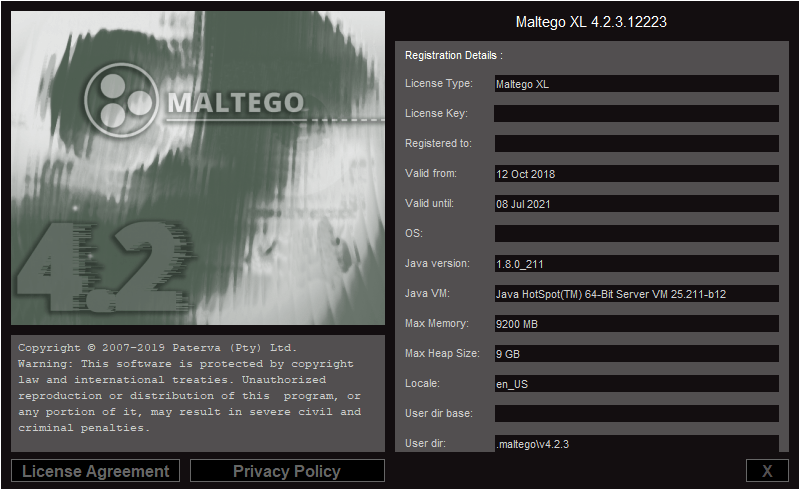 MALTEGO
4.2
Copyright © 2007-2019 Paterva (Pty) Ltd.
Warning: This software is protected by copyright
law and international treaties. Unauthorized
reproduction or distribution of this program, or
any portion of it, may result in severe civil and
criminal penalties.
License Agreement
Privacy Policy
Maltego XL 4.2.3.12223
Registration Details :
License Type: Maltego XL
License Key:
Registered to:
Valid from: 12 Oct 2018
Valid until: 08 Jul 2021
OS:
Java version: 1.8.0_211
Java VM: Java HotSpot(TM) 64-Bit Server VM 25.211-b12
Max Memory: 9200 MB
Max Heap Size: 9 GB
Locale: en_US
User dir base:
User dir: .maltego\v4.2.3
X